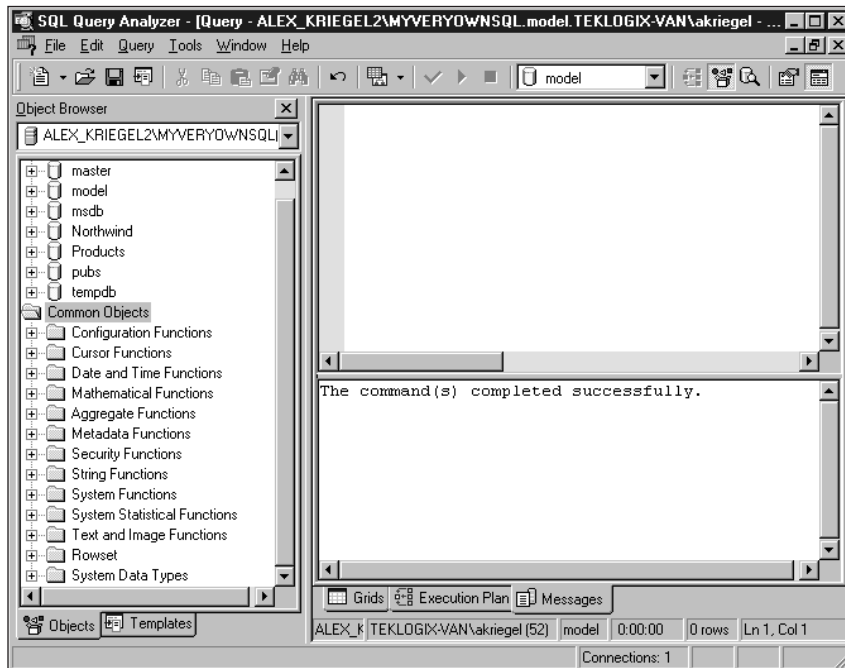 SQL Query Analyzer - [Query - ALEX_KRIEGEL2\MYVERYOWNSQL.model.TEKLOGIX-VAN\akriegel - ...
File Edit Query Tools Window Help
model
Object Browser
ALEX_KRIEGEL2\MYVERYOWNSQL(
master
model
msdb
Northwind
Products
pubs
tempdb
Common Objects
Configuration Functions
Cursor Functions
Date and Time Functions
Mathematical Functions
Aggregate Functions
Metadata Functions
Security Functions
String Functions
System Functions
System Statistical Functions
Text and Image Functions
Rowset
System Data Types
Objects Templates
The command(s) completed successfully.
Grids Execution Plan Messages
ALEX_K TEKLOGIX-VAN\akriegel (52) model 0:00:00 0 rows Ln 1, Col 1
Connections: 1